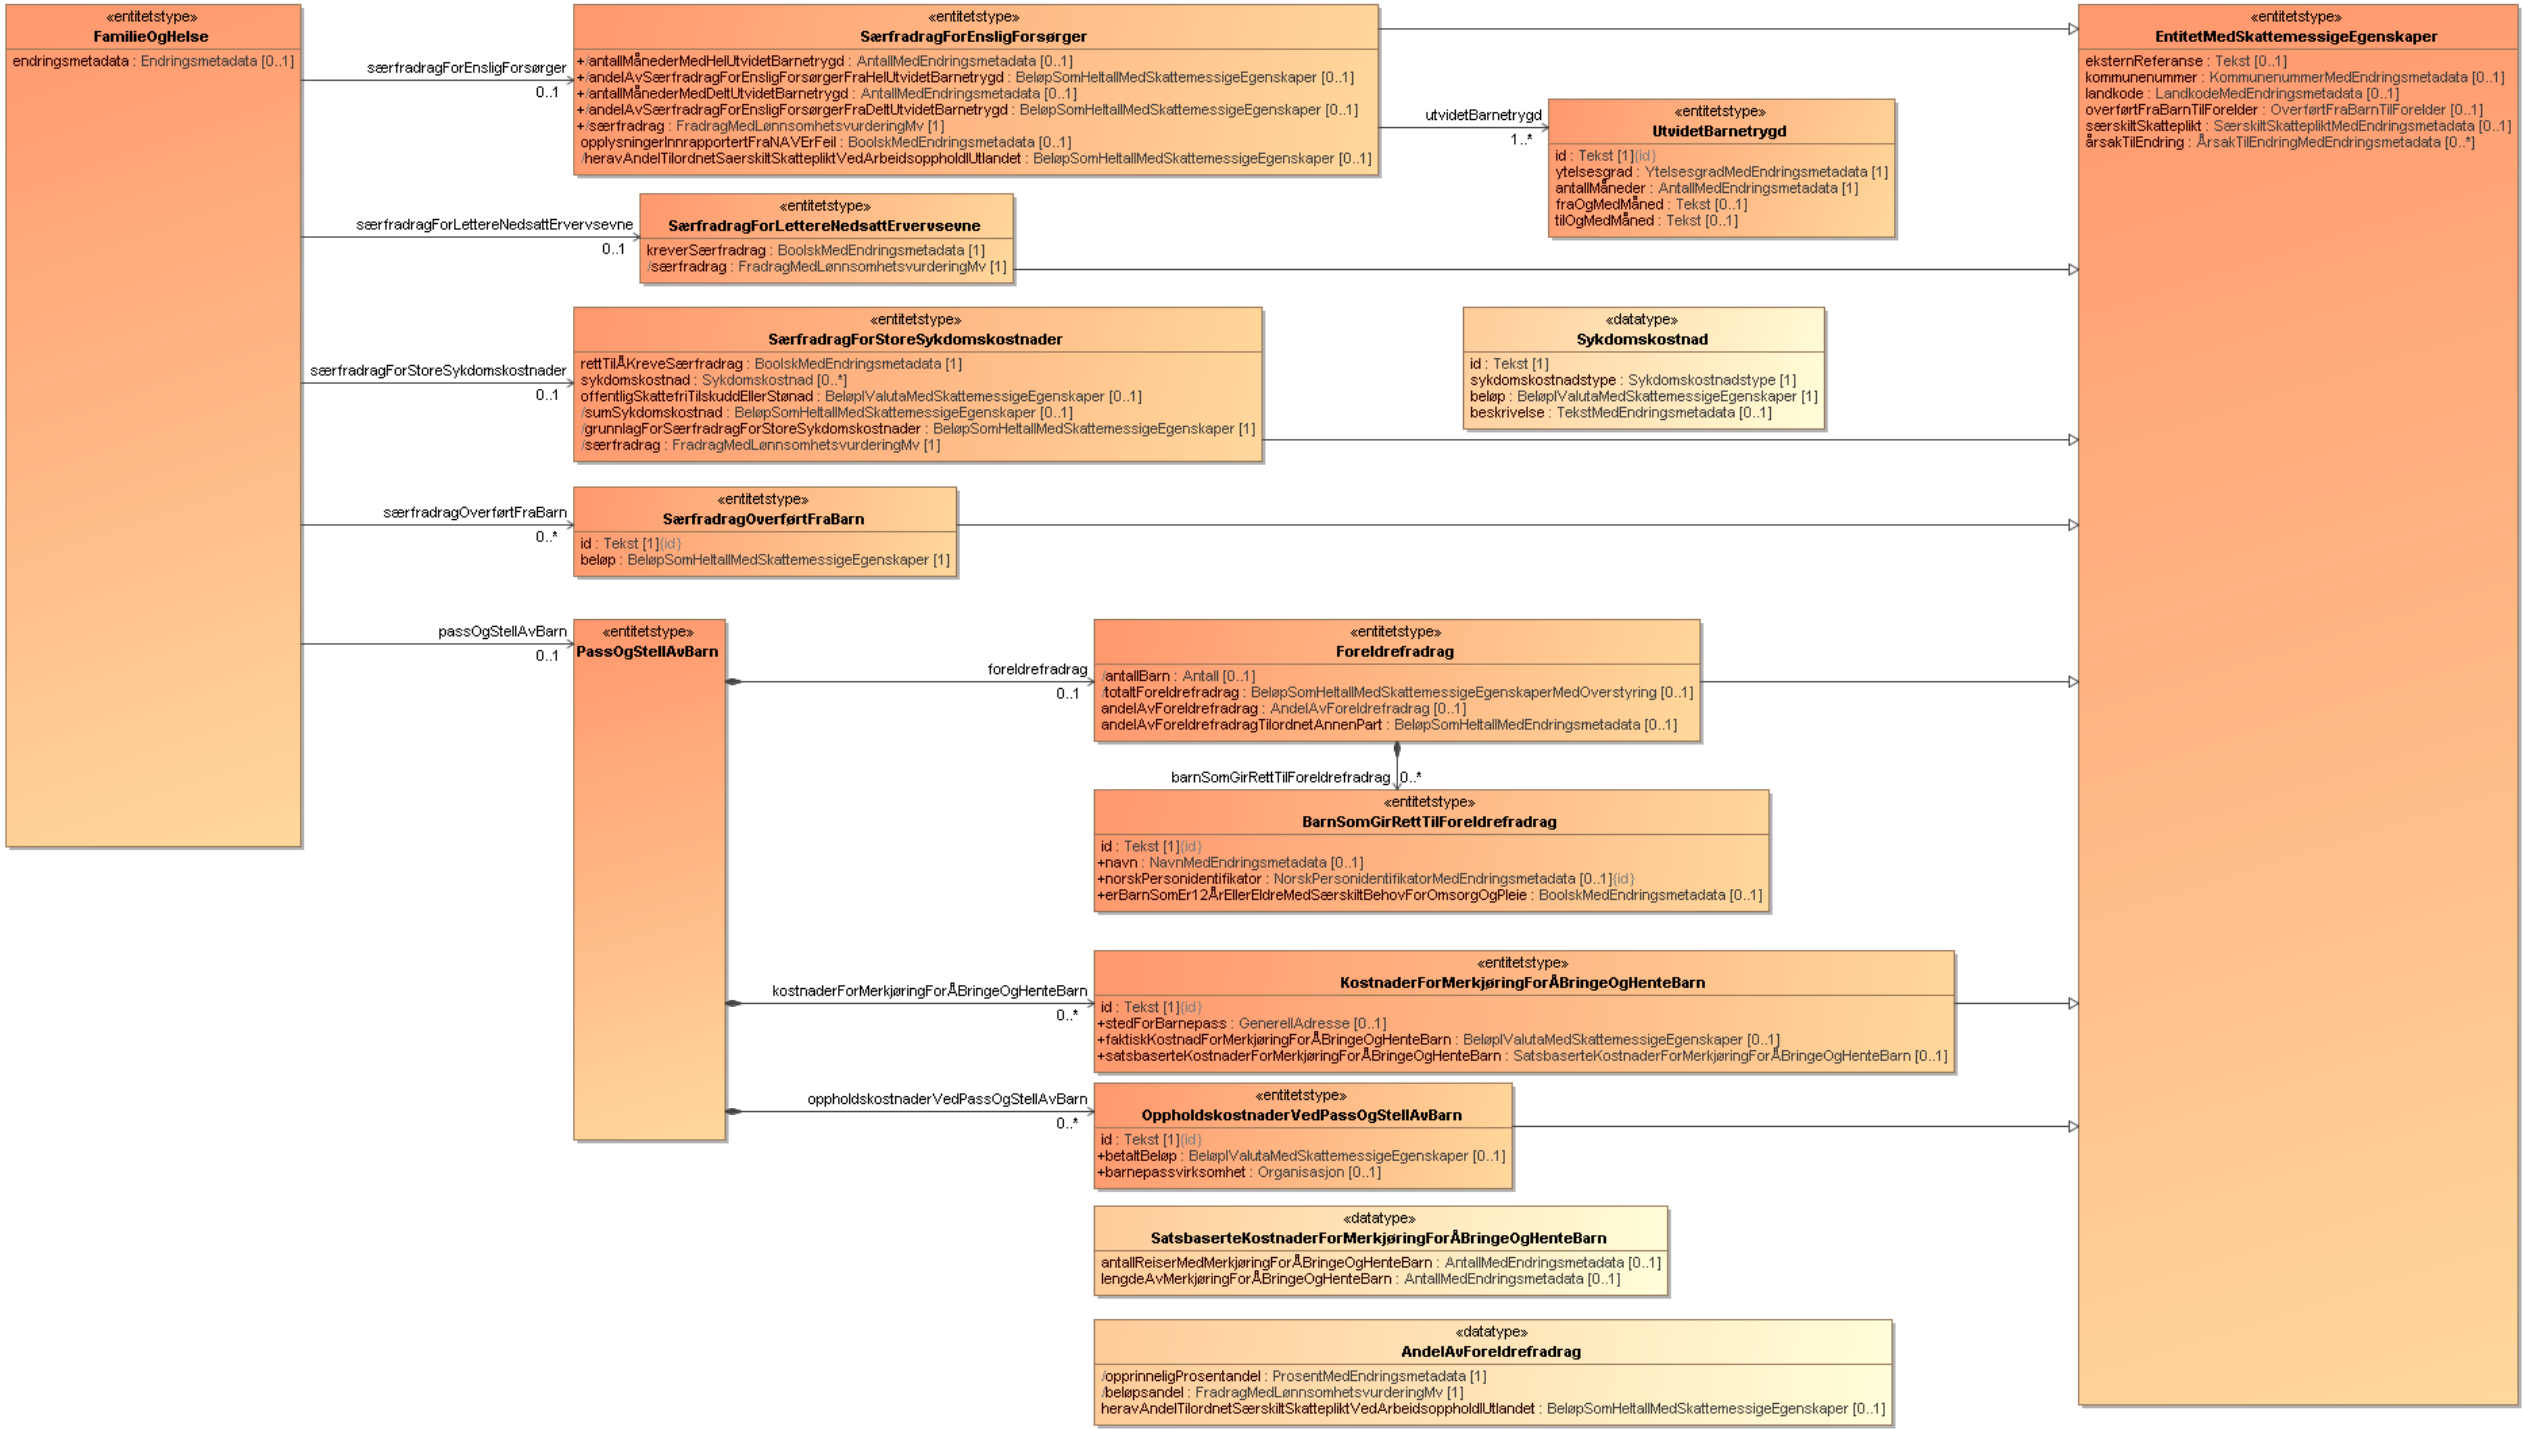 «entitetstype»
FamilieOgHelse
endringsmetadata : Endringsmetadata [0..1]
særfradragForEnsligForsørger
0..1
«entitetstype»
SærfradragForEnsligForsørger
+/antallMånederMedHelUtvidetBarnetrygd : AntallMedEndringsmetadata [0..1]
+/andelAvSærfradragForEnsligForsørgerFraHelUtvidetBarnetrygd : BeløpSomHeltallMedSkattemessigeEgenskaper [0..1]
+/antallMånederMedDeltUtvidetBarnetrygd : AntallMedEndringsmetadata [0..1]
+/andelAvSærfradragForEnsligForsørgerFraDeltUtvidetBarnetrygd : BeløpSomHeltallMedSkattemessigeEgenskaper [0..1]
+/særfradrag : FradragMedLønnsomhetsvurderingMv [1]
opplysningerInnrapportertFraNAVErFeil : BoolskMedEndringsmetadata [0..1]
/heravAndelTilordnetSaerskiltSkattepliktVedArbeidsoppholdIUtlandet : BeløpSomHeltallMedSkattemessigeEgenskaper [0..1]
utvidetBarnetrygd
1..*
«entitetstype»
UtvidetBarnetrygd
id : Tekst [1]{id}
ytelsesgrad : YtelsesgradMedEndringsmetadata [1]
antallMåneder : AntallMedEndringsmetadata [1]
fraOgMedMåned : Tekst [0..1]
tilOgMedMåned : Tekst [0..1]
«entitetstype»
EntitetMedSkattemessigeEgenskaper
eksternReferanse : Tekst [0..1]
kommunenummer : KommunenummerMedEndringsmetadata [0..1]
landkode : LandkodeMedEndringsmetadata [0..1]
overførtFraBarnTilForelder : OverførtFraBarnTilForelder [0..1]
særskiltSkatteplikt : SærskiltSkattepliktMedEndringsmetadata [0..1]
årsakTilEndring : ÅrsakTilEndringMedEndringsmetadata [0..*]
særfradragForLettereNedsattErvervsevne
0..1
«entitetstype»
SærfradragForLettereNedsattErvervsevne
kreverSærfradrag : BoolskMedEndringsmetadata [1]
/særfradrag : FradragMedLønnsomhetsvurderingMv [1]
særfradragForStoreSykdomskostnader
0..1
«entitetstype»
SærfradragForStoreSykdomskostnader
rettTilÅKreveSærfradrag : BoolskMedEndringsmetadata [1]
sykdomskostnad : Sykdomskostnad [0..*]
offentligSkattefriTilskuddEllerStønad : BeløpIValutaMedSkattemessigeEgenskaper [0..1]
/sumSykdomskostnad : BeløpSomHeltallMedSkattemessigeEgenskaper [0..1]
/grunnlagForSærfradragForStoreSykdomskostnader : BeløpSomHeltallMedSkattemessigeEgenskaper [1]
/særfradrag : FradragMedLønnsomhetsvurderingMv [1]
«datatype»
Sykdomskostnad
id : Tekst [1]
sykdomskostnadstype : Sykdomskostnadstype [1]
beløp : BeløpIValutaMedSkattemessigeEgenskaper [1]
beskrivelse : TekstMedEndringsmetadata [0..1]
særfradragOverførtFraBarn
0..*
«entitetstype»
SærfradragOverførtFraBarn
id : Tekst [1]{id}
beløp : BeløpSomHeltallMedSkattemessigeEgenskaper [1]
passOgStellAvBarn
0..1
«entitetstype»
PassOgStellAvBarn
foreldrefradrag
0..1
«entitetstype»
Foreldrefradrag
/antallBarn : Antall [0..1]
/totaltForeldrefradrag : BeløpSomHeltallMedSkattemessigeEgenskaperMedOverstyring [0..1]
andelAvForeldrefradrag : AndelAvForeldrefradrag [0..1]
andelAvForeldrefradragTilordnetAnnenPart : BeløpSomHeltallMedEndringsmetadata [0..1]
barnSomGirRettTilForeldrefradrag 0..*
«entitetstype»
BarnSomGirRettTilForeldrefradrag
id : Tekst [1]{id}
+navn : NavnMedEndringsmetadata [0..1]
+norskPersonidentifikator : NorskPersonidentifikatorMedEndringsmetadata [0..1]{id}
+erBarnSomEr12ÅrEllerEldreMedSærskiltBehovForOmsorgOgPleie : BoolskMedEndringsmetadata [0..1]
kostnaderForMerkjøringForÅBringeOgHenteBarn
0..*
«entitetstype»
KostnaderForMerkjøringForÅBringeOgHenteBarn
id : Tekst [1]{id}
+stedForBarnepass : GenerellAdresse [0..1]
+faktiskKostnadForMerkjøringForÅBringeOgHenteBarn : BeløpIValutaMedSkattemessigeEgenskaper [0..1]
+satsbaserteKostnaderForMerkjøringForÅBringeOgHenteBarn : SatsbaserteKostnaderForMerkjøringForÅBringeOgHenteBarn [0..1]
oppholdskostnaderVedPassOgStellAvBarn
0..*
«entitetstype»
OppholdskostnaderVedPassOgStellAvBarn
id : Tekst [1]{id}
+betaltBeløp : BeløpIValutaMedSkattemessigeEgenskaper [0..1]
+barnepassvirksomhet : Organisasjon [0..1]
«datatype»
SatsbaserteKostnaderForMerkjøringForÅBringeOgHenteBarn
antallReiserMedMerkjøringForÅBringeOgHenteBarn : AntallMedEndringsmetadata [0..1]
lengdeAvMerkjøringForÅBringeOgHenteBarn : AntallMedEndringsmetadata [0..1]
«datatype»
AndelAvForeldrefradrag
/opprinneligProsentandel : ProsentMedEndringsmetadata [1]
/beløpsandel : FradragMedLønnsomhetsvurderingMv [1]
heravAndelTilordnetSærskiltSkattepliktVedArbeidsoppholdIUtlandet : BeløpSomHeltallMedSkattemessigeEgenskaper [0..1]